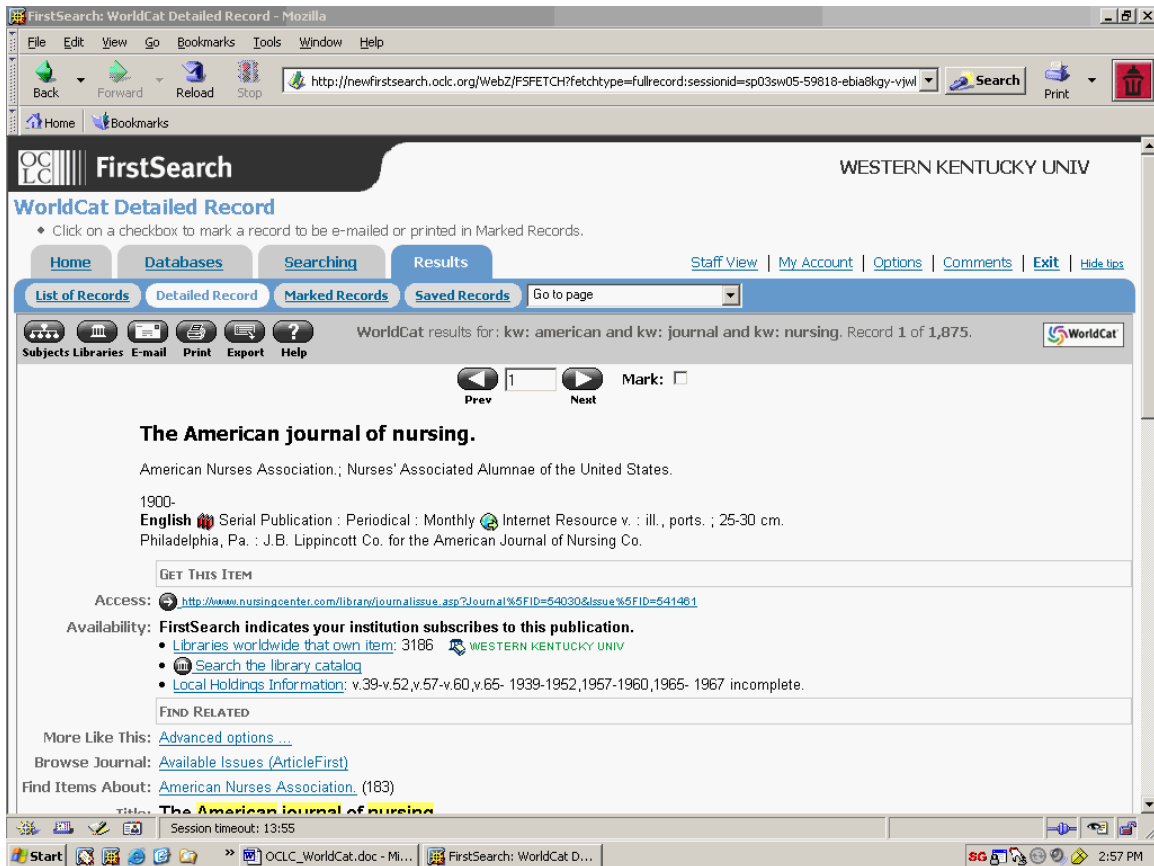 FirstSearch: WorldCat Detailed Record - Mozilla
File Edit View Go Bookmarks Tools Window Help
Back Forward Reload Stop http://newfirstsearch.oclc.org/WebZ/FSFETCH?fetchtype=fullrecord:sessionid=sp03sw05-59818-ebia8kgy-vjwl Search Print
Home Bookmarks
OCLC FirstSearch WESTERN KENTUCKY UNIV
WorldCat Detailed Record
Click on a checkbox to mark a record to be e-mailed or printed in Marked Records.
Home Databases Searching Results Staff View | My Account | Options | Comments | Exit | Hide tips
List of Records Detailed Record Marked Records Saved Records Go to page
WorldCat results for: kw: american and kw: journal and kw: nursing. Record 1 of 1,875. WorldCat
Subjects Libraries E-mail Print Export Help
1 Mark:
Prev Next
The American journal of nursing.
American Nurses Association.; Nurses' Associated Alumnae of the United States.
1900-
English Serial Publication : Periodical : Monthly Internet Resource v. : ill., ports. ; 25-30 cm.
Philadelphia, Pa. : J.B. Lippincott Co. for the American Journal of Nursing Co.
GET THIS ITEM
Access: http://www.nursingcenter.com/library/journalissue.asp?Journal%5FID=54030&Issue%5FID=541461
Availability: FirstSearch indicates your institution subscribes to this publication.
• Libraries worldwide that own item: 3186 WESTERN KENTUCKY UNIV
• Search the library catalog
• Local Holdings Information: v.39-v.52,v.57-v.60,v.65- 1939-1952,1957-1960,1965- 1967 incomplete.
FIND RELATED
More Like This: Advanced options ...
Browse Journal: Available Issues (ArticleFirst)
Find Items About: American Nurses Association. (183)
Title: The American journal of nursing
Session timeout: 13:55
Start » OCLC_WorldCat.doc - Mi... FirstSearch: WorldCat D... SG 2:57 PM